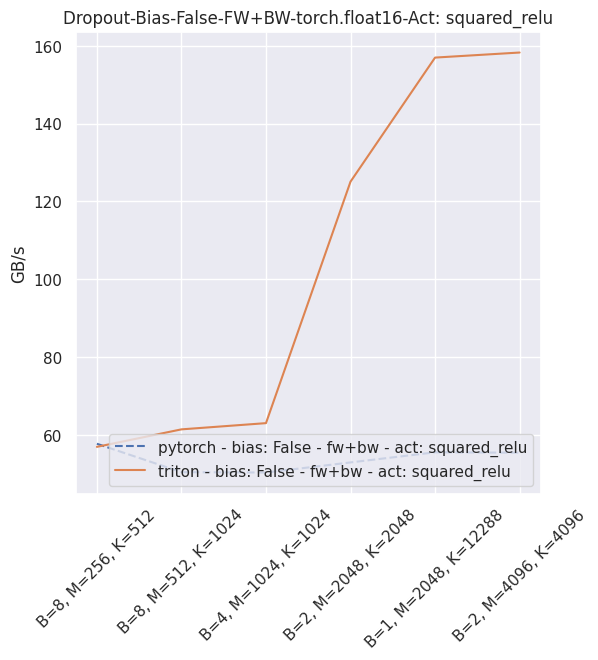 Dropout-Bias-False-FW+BW-torch.float16-Act: squared_relu
160
140
120
100
80
60
GB/s
pytorch - bias: False - fw+bw - act: squared_relu
triton - bias: False - fw+bw - act: squared_relu
B=8, M=256, K=512
B=8, M=512, K=1024
B=4, M=1024, K=1024
B=2, M=2048, K=2048
B=1, M=2048, K=12288
B=2, M=4096, K=4096